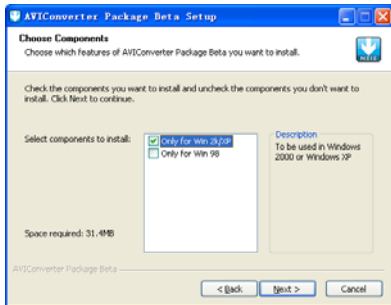 AVIConverter Package Beta Setup
Choose Components
Choose which features of AVIConverter Package Beta you want to install.
NSIS
Check the components you want to install and uncheck the components you don't want to
install. Click Next to continue.
Select components to install:
Only for Win 2k/XP
Only for Win 98
Description
To be used in Windows
2000 or Windows XP
Space required: 31.4MB
AVIConverter Package Beta
< Back
Next >
Cancel